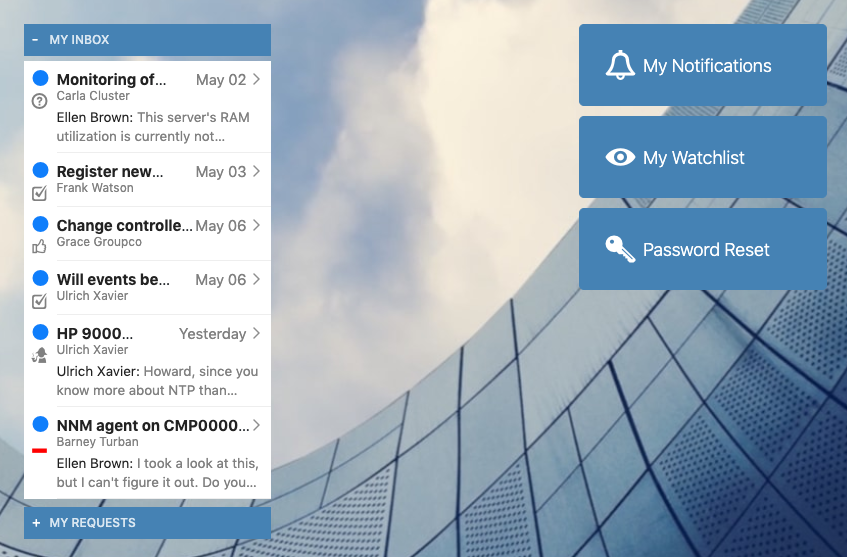 - MY INBOX
Monitoring of... May 02
Carla Cluster
Ellen Brown: This server's RAM
utilization is currently not...
Register new... May 03
Frank Watson
Change controlle... May 06
Grace Groupco
Will events be... May 06
Ulrich Xavier
HP 9000... Yesterday
Ulrich Xavier
Ulrich Xavier: Howard, since you
know more about NTP than...
NNM agent on CMP0000...
Barney Turban
Ellen Brown: I took a look at this,
but I can't figure it out. Do you...
+ MY REQUESTS
My Notifications
My Watchlist
Password Reset